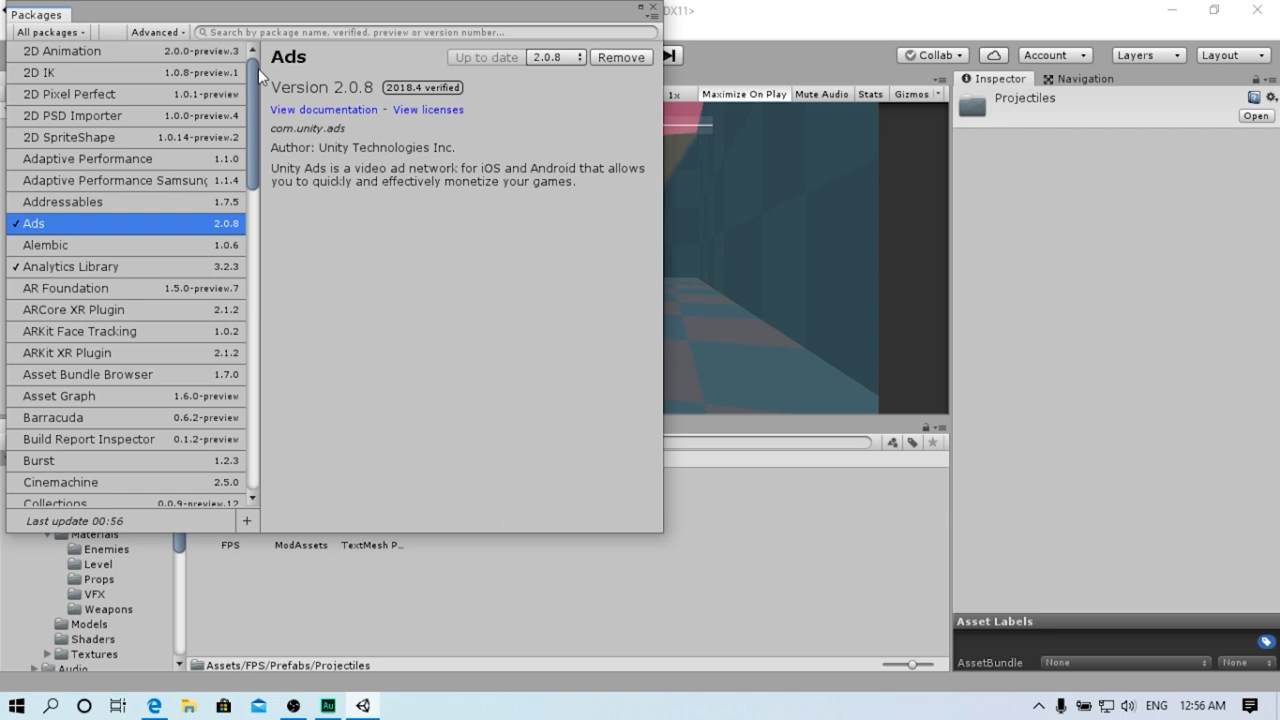 Packages
DX11>
All packages
Advanced
Search by package name, verified, preview or version number...
2D Animation 2.0.0-preview.3
2D IK 1.0.8-preview.1
2D Pixel Perfect 1.0.1-preview
2D PSD Importer 1.0.0-preview.4
2D SpriteShape 1.0.14-preview.2
Adaptive Performance 1.1.0
Adaptive Performance Samsung 1.1.4
Addressables 1.7.5
✓ Ads 2.0.8
Alembic 1.0.6
✓ Analytics Library 3.2.3
AR Foundation 1.5.0-preview.7
ARCore XR Plugin 2.1.2
ARKit Face Tracking 1.0.2
ARKit XR Plugin 2.1.2
Asset Bundle Browser 1.7.0
Asset Graph 1.6.0-preview
Barracuda 0.6.2-preview
Build Report Inspector 0.1.2-preview
Burst 1.2.3
Cinemachine 2.5.0
Collections 0.0.9-preview.12
Last update 00:56
+
Ads
Up to date 2.0.8 Remove
Version 2.0.8 2018.4 verified
View documentation - View licenses
com.unity.ads
Author: Unity Technologies Inc.
Unity Ads is a video ad network for iOS and Android that allows
you to quickly and effectively monetize your games.
Collab Account Layers Layout
1x Maximize On Play Mute Audio Stats Gizmos
Inspector Navigation
Projectiles
Open
Materials
Enemies
Level
Props
VFX
Weapons
Models
Shaders
Textures
Audio
FPS ModAssets TextMesh P...
Assets/FPS/Prefabs/Projectiles
Asset Labels
AssetBundle None None
Au
ENG 12:56 AM